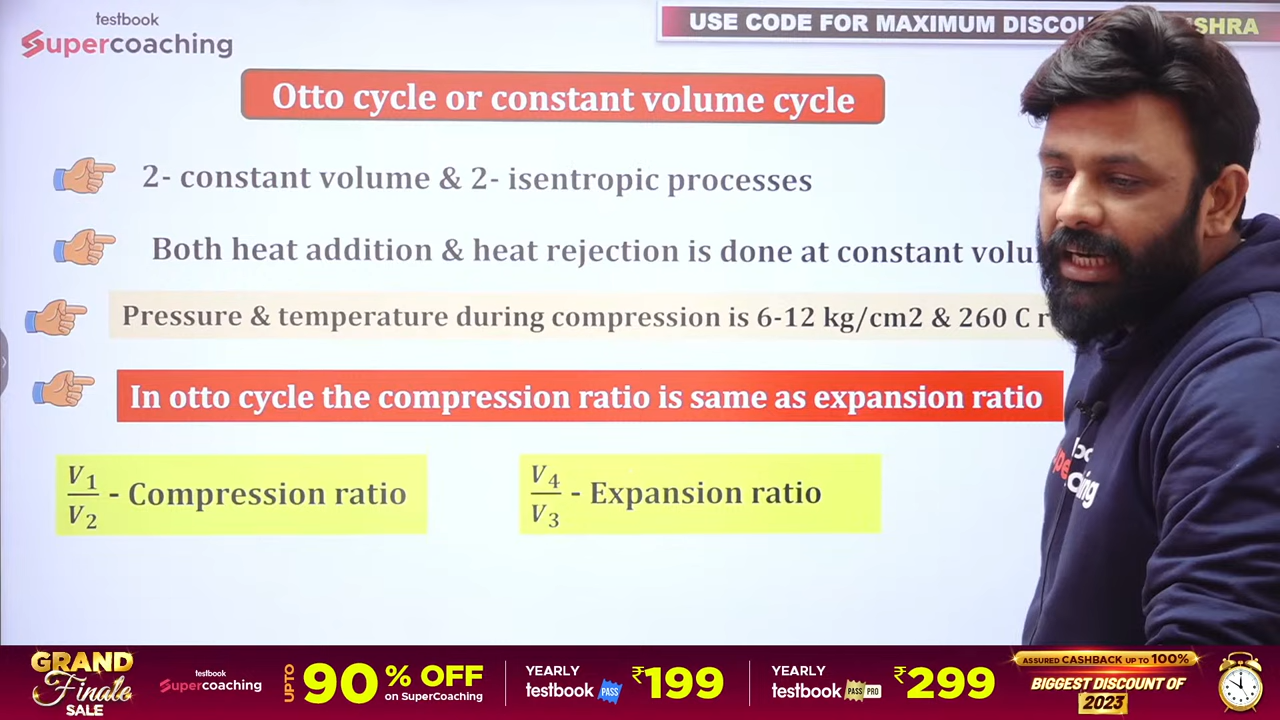 testbook
Supercoaching
USE CODE FOR MAXIMUM SHRA
Otto cycle or constant volume cycle
2- constant volume & 2- isentropic processes
Both heat addition & heat rejection is done at constant
Pressure & temperature during compression is 6-12 kg/cm2 & 260 C
In otto cycle the compression ratio is same as expansion ratio
V1/V2 - Compression ratio
V4/V3 - Expansion ratio
GRAND
Finale
SALE
testbook
Supercoaching
UPTO 90% OFF
on SuperCoaching
YEARLY
testbook PASS
₹199
YEARLY
testbook PASS PRO
₹299
ASSURED CASHBACK UP TO 100%
BIGGEST DISCOUNT OF
2023